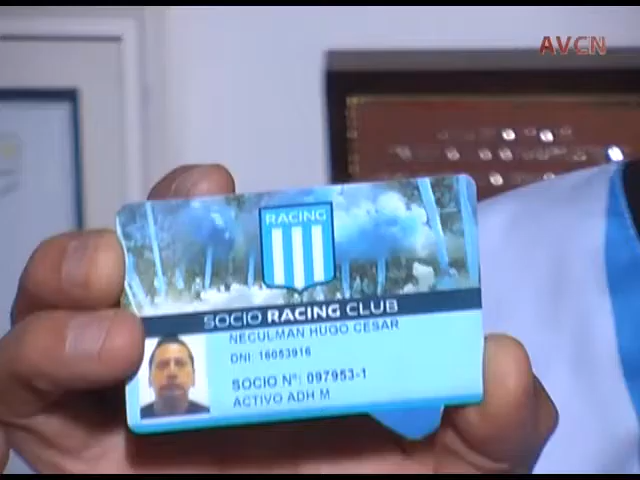 AVCN
RACING
SOCIO RACING CLUB
NECULMAN HUGO CESAR
DNI: 16053916
SOCIO Nº: 097953-1
ACTIVO ADH M